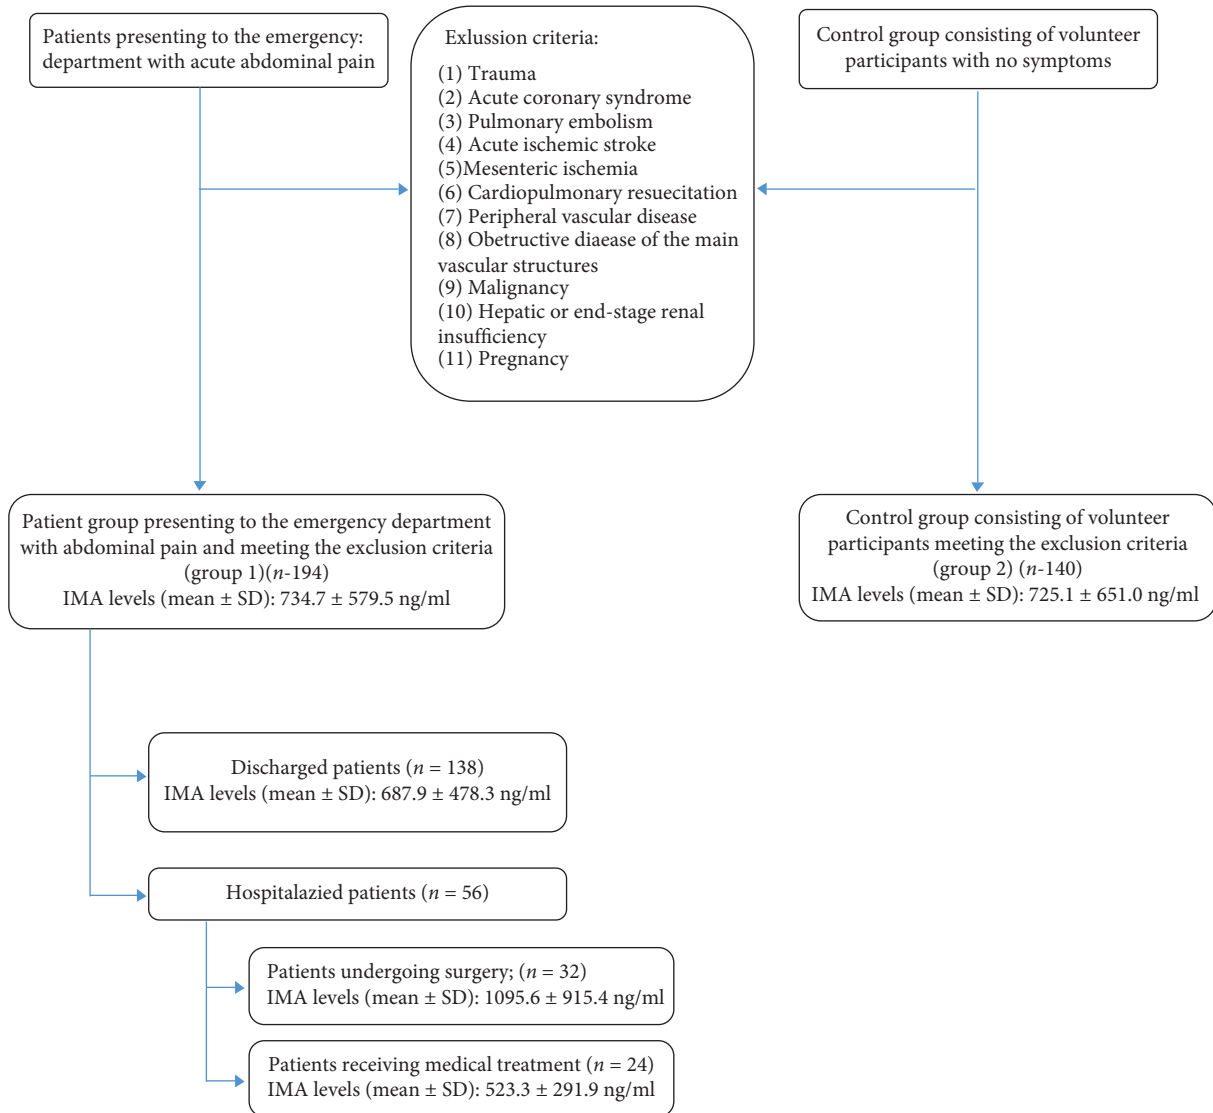 Patients presenting to the emergency:
department with acute abdominal pain
Exlussion criteria:
(1) Trauma
(2) Acute coronary syndrome
(3) Pulmonary embolism
(4) Acute ischemic stroke
(5)Mesenteric ischemia
(6) Cardiopulmonary resuecitation
(7) Peripheral vascular disease
(8) Obetructive diaease of the main
vascular structures
(9) Malignancy
(10) Hepatic or end-stage renal
insufficiency
(11) Pregnancy
Control group consisting of volunteer
participants with no symptoms
Patient group presenting to the emergency department
with abdominal pain and meeting the exclusion criteria
(group 1)(n-194)
IMA levels (mean ± SD): 734.7 ± 579.5 ng/ml
Control group consisting of volunteer
participants meeting the exclusion criteria
(group 2) (n-140)
IMA levels (mean ± SD): 725.1 ± 651.0 ng/ml
Discharged patients (n = 138)
IMA levels (mean ± SD): 687.9 ± 478.3 ng/ml
Hospitalazied patients (n = 56)
Patients undergoing surgery; (n = 32)
IMA levels (mean ± SD): 1095.6 ± 915.4 ng/ml
Patients receiving medical treatment (n = 24)
IMA levels (mean ± SD): 523.3 ± 291.9 ng/ml